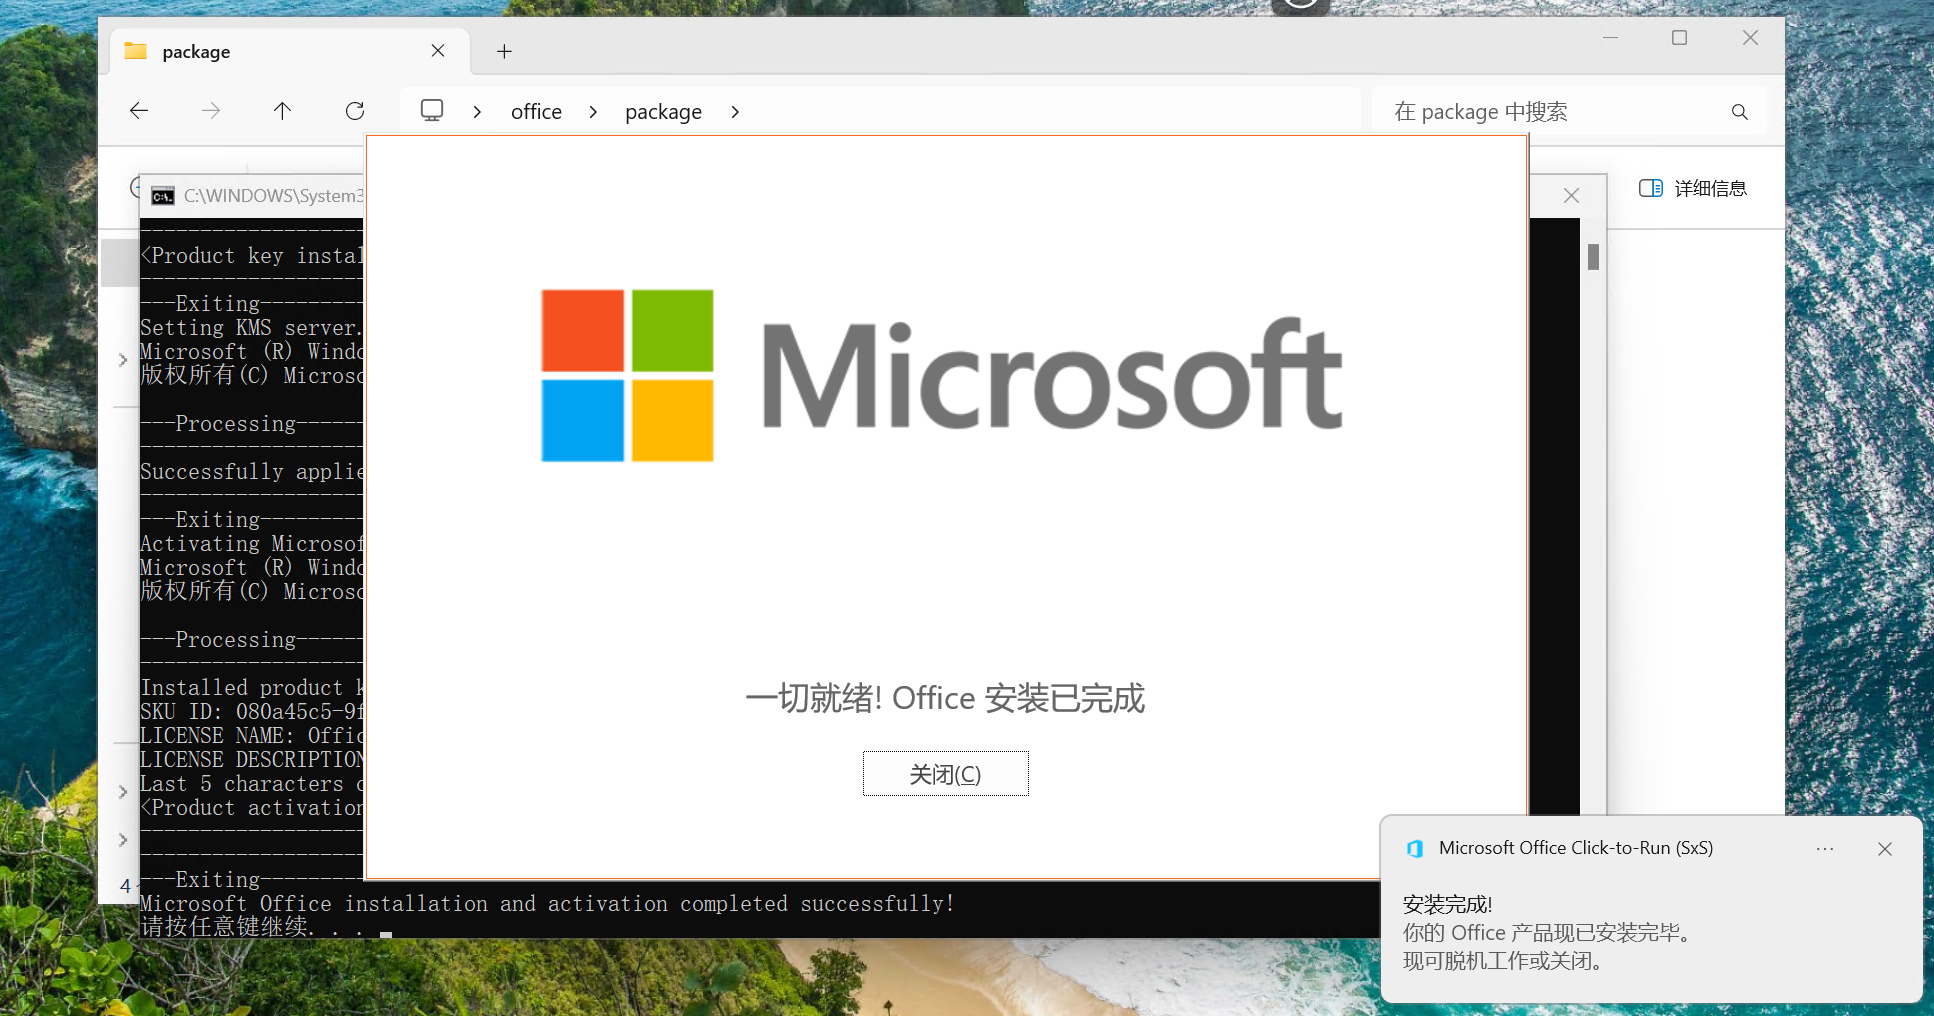 package
office
package
在 package 中搜索
详细信息
C:\WINDOWS\System3
<Product key instal
---Exiting
Setting KMS server.
Microsoft (R) Windo
版权所有(C) Microso
---Processing
Successfully applie
---Exiting
Activating Microsof
Microsoft (R) Windo
版权所有(C) Microso
---Processing
Installed product k
SKU ID: 080a45c5-9f
LICENSE NAME: Offic
LICENSE DESCRIPTION
Last 5 characters o
<Product activation
---Exiting
Microsoft Office installation and activation completed successfully!
请按任意键继续. . .
4
Microsoft
一切就绪! Office 安装已完成
关闭(C)
Microsoft Office Click-to-Run (SxS)
安装完成!
你的 Office 产品现已安装完毕。
现可脱机工作或关闭。